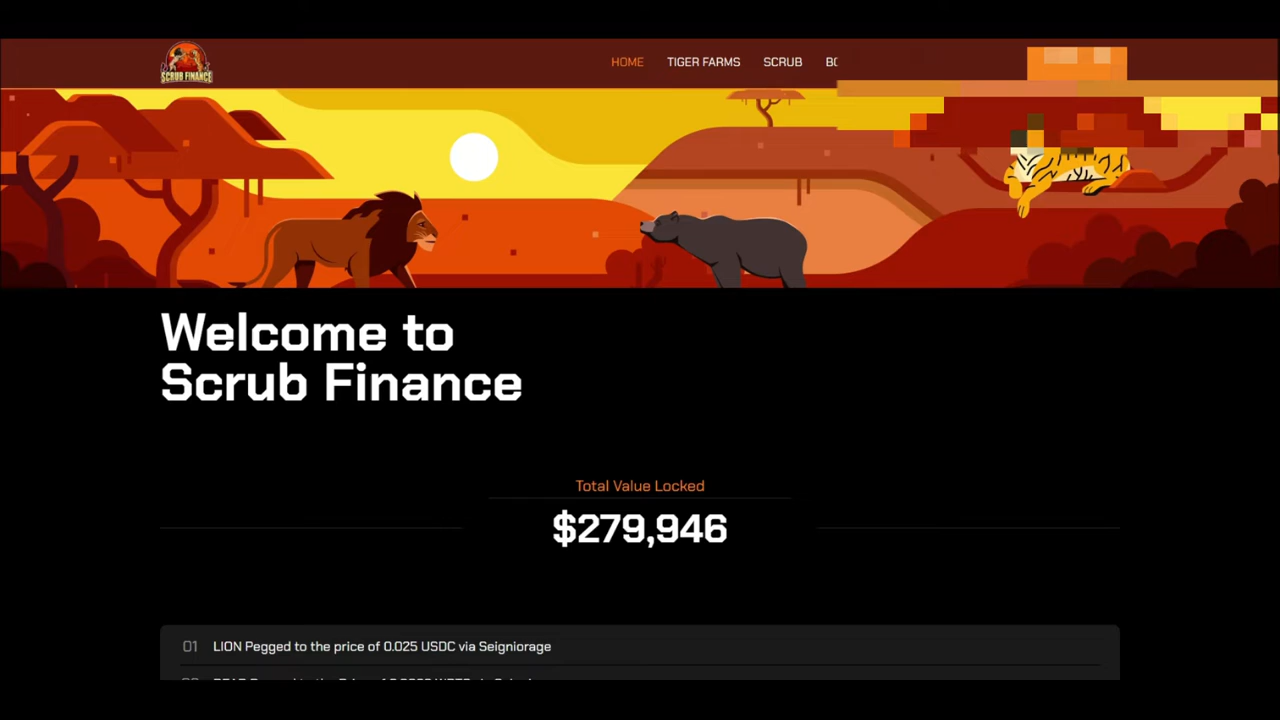 SCRUB FINANCE
HOME TIGER FARMS SCRUB
Welcome to
Scrub Finance
Total Value Locked
$279,946
01 LION Pegged to the price of 0.025 USDC via Seigniorage